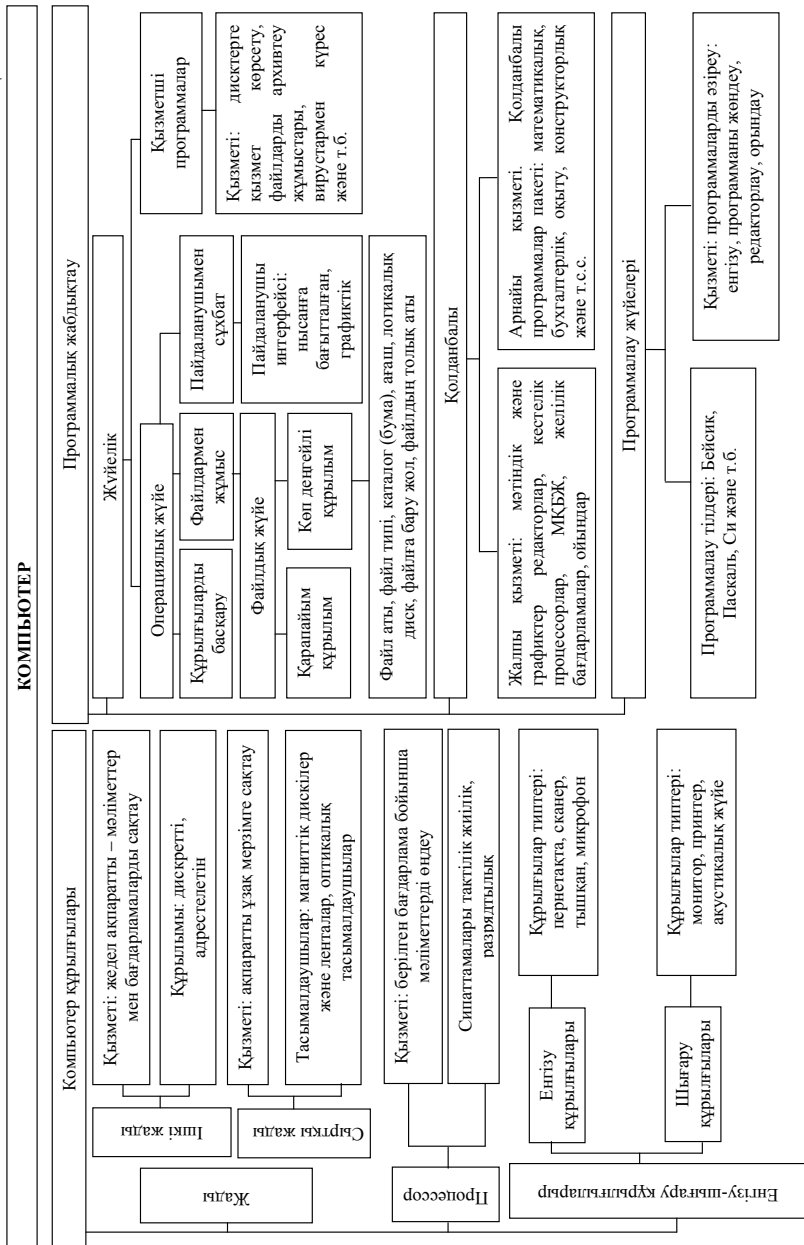 КОМПЬЮТЕР
Компьютер құрылғылары
Жады
Ішкі жады
Қызметі: жедел ақпаратты – мәліметтер
мен бағдарламаларды сақтау
Құрылымы: дискретті,
адрестелетін
Сыртқы жады
Қызметі: ақпаратты ұзақ мерзімге сақтау
Тасымалдаушылар: магниттік дискілер
және ленталар, оптикалық
тасымалдаушылар
Процессор
Қызметі: берілген бағдарлама бойынша
мәліметтерді өңдеу
Сипаттамалары тактілік жиілік,
разрядтылық
Енгізу-шығару құрылғыларыр
Енгізу
құрылғылары
Құрылғылар типтері:
пернетакта, сканер,
тышқан, микрофон
Шығару
құрылғылары
Құрылғылар типтері:
монитор, принтер,
акустикалық жүйе
Программалық жабдықтау
Жүйелік
Операциялық жүйе
Құрылғыларды
басқару
Файлдармен
жұмыс
Пайдаланушымен
сұхбат
Файлдық жүйе
Пайдаланушы
интерфейсі:
нысанға
бағытталған,
графиктік
Қарапайым
құрылым
Көп деңгейлі
құрылым
Файл аты, файл типі, каталог (бума), ағаш, логикалық
диск, файлға бару жол, файлдың толық аты
Қызметші
программалар
Қызметі: дисктерге
қызмет көрсету,
файлдарды архивтеу
жұмыстары,
вирустармен күрес
және т.б.
Қолданбалы
Жалпы қызметі: мәтіндік және
графиктер редакторлар, кестелік
процессорлар, МҚБЖ, желілік
бағдарламалар, ойындар
Арнайы қызметі. Қолданбалы
программалар пакеті: математикалық,
бухгалтерлік, оқыту, конструкторлық
және т.с.с.
Программалау жүйелері
Программалау тілдері: Бейсик,
Паскаль, Си және т.б.
Қызметі: программаларды әзіреу:
енгізу, программаны жөндеу,
редакторлау, орындау